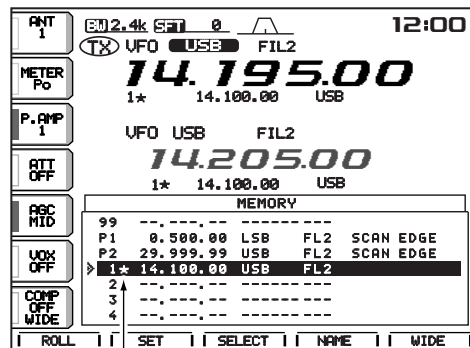 ANT
1
BW 2.4k SFT 0
12:00
TX VFO USB FIL2
METER
Po
14.195.00
1★ 14.100.00 USB
P.AMP
1
VFO USB FIL2
14.205.00
ATT
OFF
1★ 14.100.00 USB
MEMORY
AGC
MID
99 --.---.-- ---------
P1 0.500.00 LSB FL2 SCAN EDGE
P2 29.999.99 USB FL2 SCAN EDGE
VOX
OFF
1★ 14.100.00 USB FL2
2 --.---.-- ---------
COMP
OFF
WIDE
3 --.---.-- ---------
4 --.---.-- ---------
ROLL SET SELECT NAME WIDE